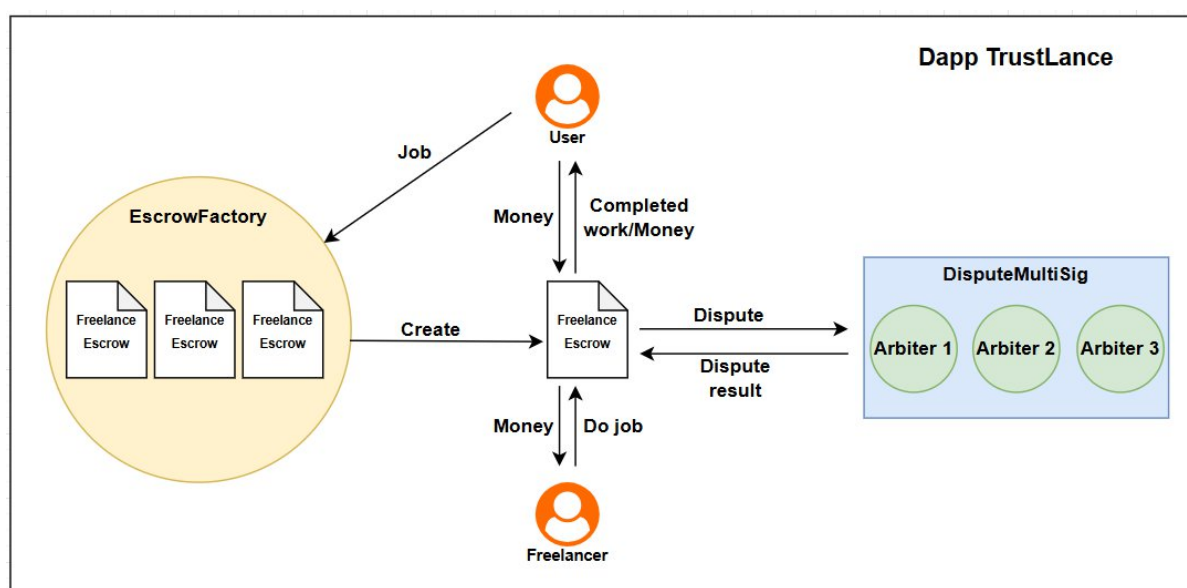 Dapp TrustLance
User
Job
EscrowFactory
Money
Completed
work/Money
DisputeMultiSig
Freelance
Escrow
Freelance
Escrow
Freelance
Escrow
Create
Freelance
Escrow
Dispute
Dispute
result
Arbiter 1
Arbiter 2
Arbiter 3
Money
Do job
Freelancer